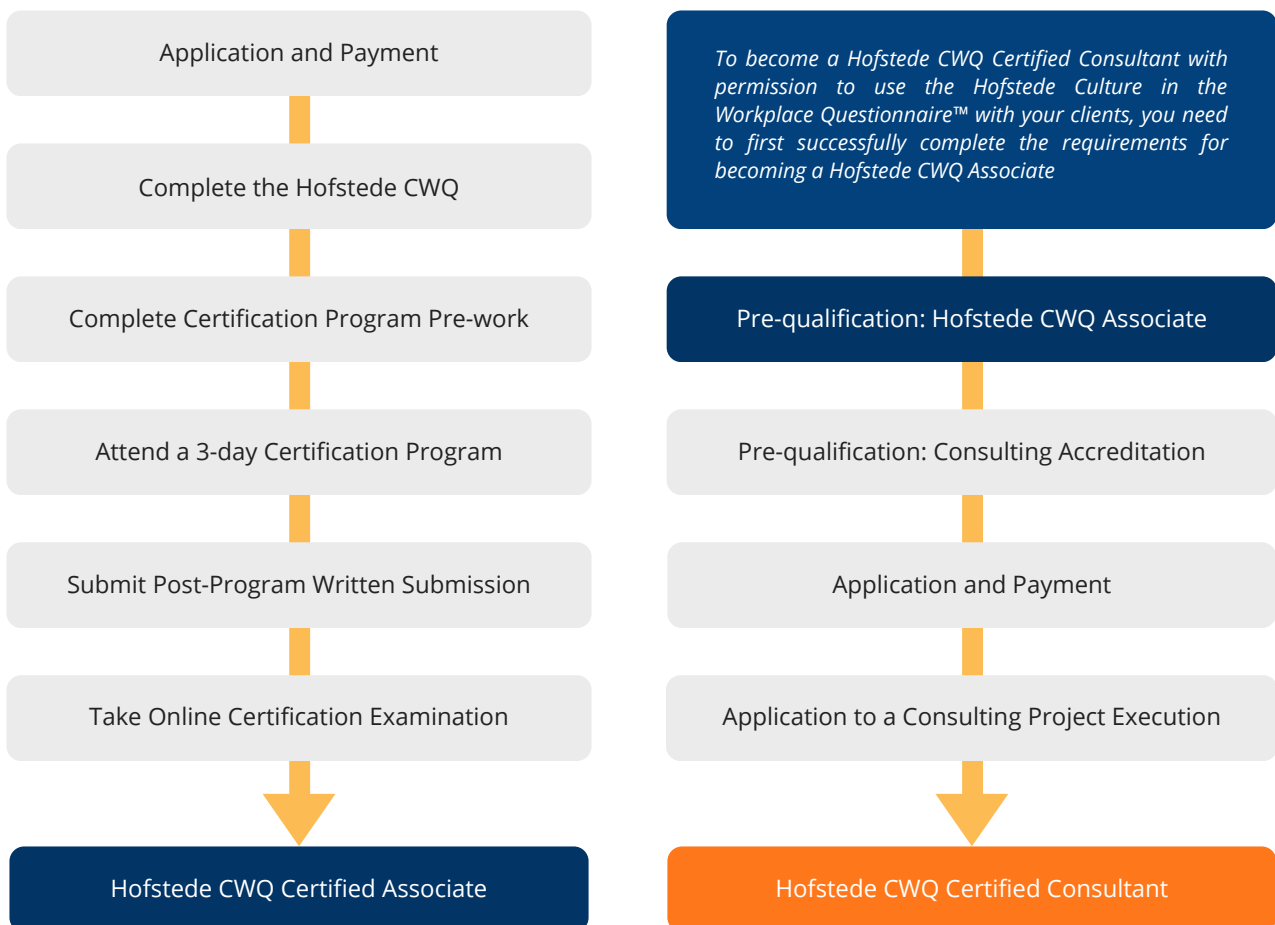 Application and Payment
Complete the Hofstede CWQ
Complete Certification Program Pre-work
Attend a 3-day Certification Program
Submit Post-Program Written Submission
Take Online Certification Examination
Hofstede CWQ Certified Associate
To become a Hofstede CWQ Certified Consultant with
permission to use the Hofstede Culture in the
Workplace Questionnaire™ with your clients, you need
to first successfully complete the requirements for
becoming a Hofstede CWQ Associate
Pre-qualification: Hofstede CWQ Associate
Pre-qualification: Consulting Accreditation
Application and Payment
Application to a Consulting Project Execution
Hofstede CWQ Certified Consultant